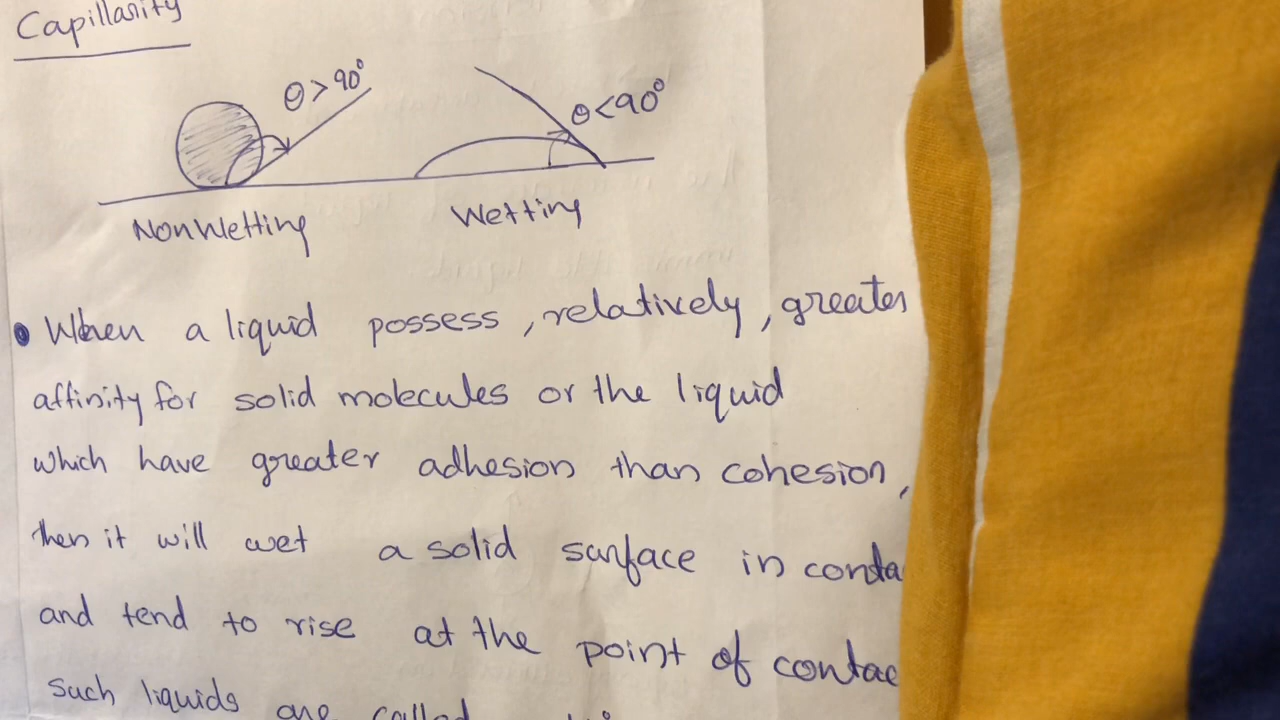 Capillarity
θ > 90°
θ < 90°
NonWetting
Wetting
When a liquid possess, relatively, greater
affinity for solid molecules or the liquid
which have greater adhesion than cohesion,
then it will wet a solid surface in conta
and tend to rise at the point of contac
Such liquids are called